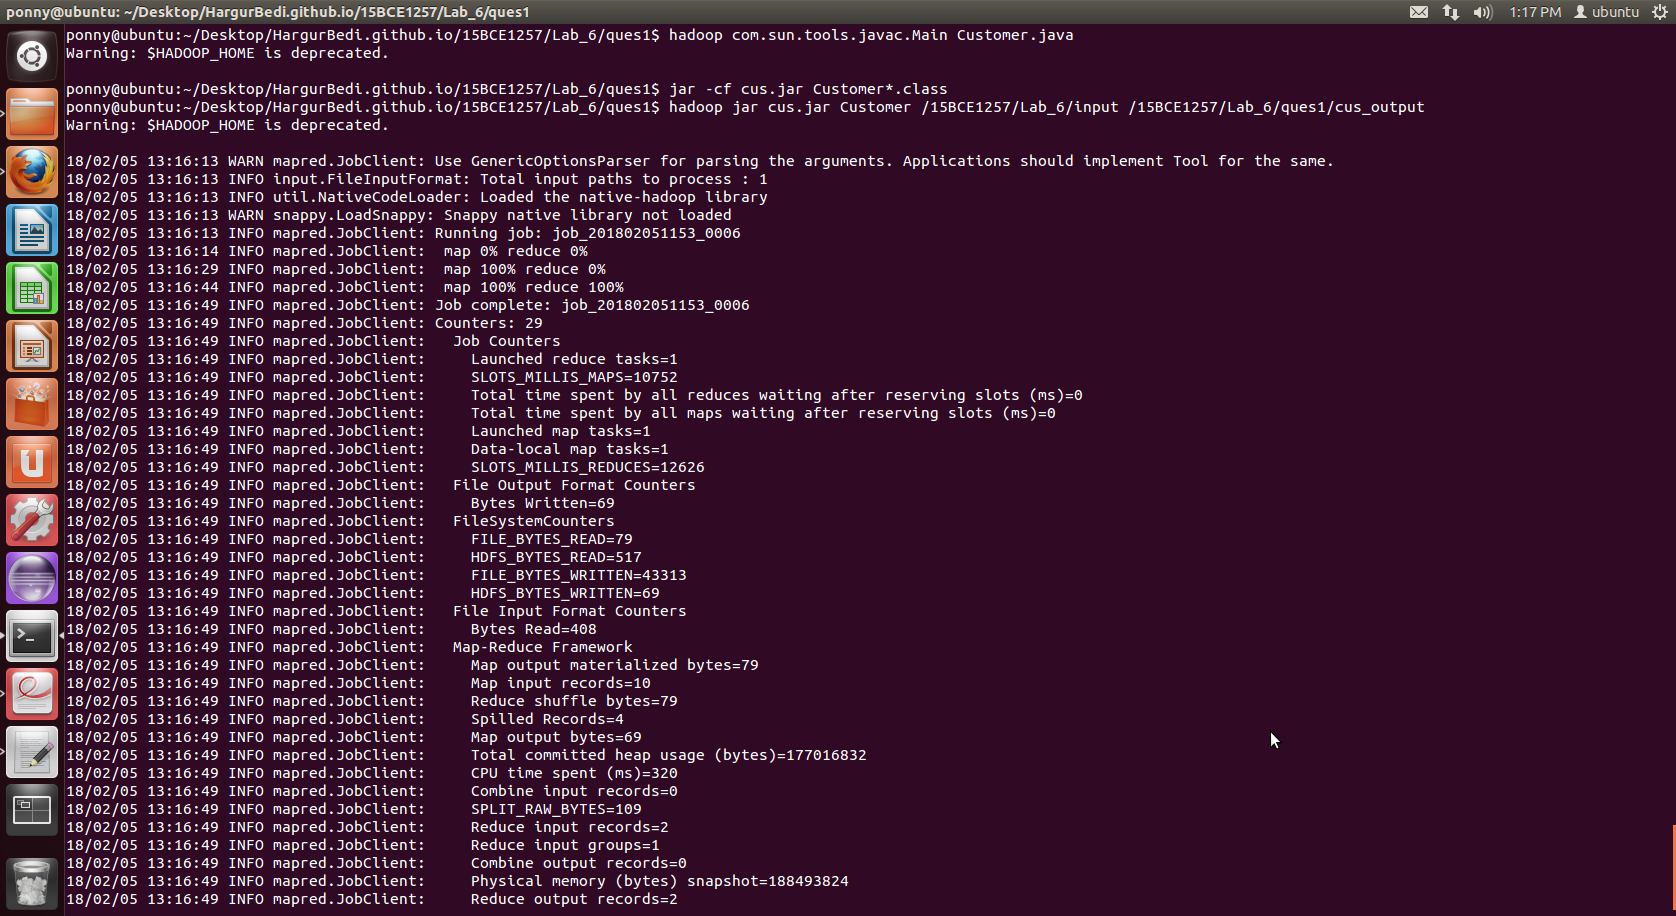 ponny@ubuntu: ~/Desktop/HargurBedi.github.io/15BCE1257/Lab_6/ques1
1:17 PM
ubuntu
ponny@ubuntu:~/Desktop/HargurBedi.github.io/15BCE1257/Lab_6/ques1$ hadoop com.sun.tools.javac.Main Customer.java
Warning: $HADOOP_HOME is deprecated.
ponny@ubuntu:~/Desktop/HargurBedi.github.io/15BCE1257/Lab_6/ques1$ jar -cf cus.jar Customer*.class
ponny@ubuntu:~/Desktop/HargurBedi.github.io/15BCE1257/Lab_6/ques1$ hadoop jar cus.jar Customer /15BCE1257/Lab_6/input /15BCE1257/Lab_6/ques1/cus_output
Warning: $HADOOP_HOME is deprecated.
18/02/05 13:16:13 WARN mapred.JobClient: Use GenericOptionsParser for parsing the arguments. Applications should implement Tool for the same.
18/02/05 13:16:13 INFO input.FileInputFormat: Total input paths to process : 1
18/02/05 13:16:13 INFO util.NativeCodeLoader: Loaded the native-hadoop library
18/02/05 13:16:13 WARN snappy.LoadSnappy: Snappy native library not loaded
18/02/05 13:16:13 INFO mapred.JobClient: Running job: job_201802051153_0006
18/02/05 13:16:14 INFO mapred.JobClient:  map 0% reduce 0%
18/02/05 13:16:29 INFO mapred.JobClient:  map 100% reduce 0%
18/02/05 13:16:44 INFO mapred.JobClient:  map 100% reduce 100%
18/02/05 13:16:49 INFO mapred.JobClient: Job complete: job_201802051153_0006
18/02/05 13:16:49 INFO mapred.JobClient: Counters: 29
18/02/05 13:16:49 INFO mapred.JobClient:   Job Counters
18/02/05 13:16:49 INFO mapred.JobClient:     Launched reduce tasks=1
18/02/05 13:16:49 INFO mapred.JobClient:     SLOTS_MILLIS_MAPS=10752
18/02/05 13:16:49 INFO mapred.JobClient:     Total time spent by all reduces waiting after reserving slots (ms)=0
18/02/05 13:16:49 INFO mapred.JobClient:     Total time spent by all maps waiting after reserving slots (ms)=0
18/02/05 13:16:49 INFO mapred.JobClient:     Launched map tasks=1
18/02/05 13:16:49 INFO mapred.JobClient:     Data-local map tasks=1
18/02/05 13:16:49 INFO mapred.JobClient:     SLOTS_MILLIS_REDUCES=12626
18/02/05 13:16:49 INFO mapred.JobClient:   File Output Format Counters
18/02/05 13:16:49 INFO mapred.JobClient:     Bytes Written=69
18/02/05 13:16:49 INFO mapred.JobClient:   FileSystemCounters
18/02/05 13:16:49 INFO mapred.JobClient:     FILE_BYTES_READ=79
18/02/05 13:16:49 INFO mapred.JobClient:     HDFS_BYTES_READ=517
18/02/05 13:16:49 INFO mapred.JobClient:     FILE_BYTES_WRITTEN=43313
18/02/05 13:16:49 INFO mapred.JobClient:     HDFS_BYTES_WRITTEN=69
18/02/05 13:16:49 INFO mapred.JobClient:   File Input Format Counters
18/02/05 13:16:49 INFO mapred.JobClient:     Bytes Read=408
18/02/05 13:16:49 INFO mapred.JobClient:   Map-Reduce Framework
18/02/05 13:16:49 INFO mapred.JobClient:     Map output materialized bytes=79
18/02/05 13:16:49 INFO mapred.JobClient:     Map input records=10
18/02/05 13:16:49 INFO mapred.JobClient:     Reduce shuffle bytes=79
18/02/05 13:16:49 INFO mapred.JobClient:     Spilled Records=4
18/02/05 13:16:49 INFO mapred.JobClient:     Map output bytes=69
18/02/05 13:16:49 INFO mapred.JobClient:     Total committed heap usage (bytes)=177016832
18/02/05 13:16:49 INFO mapred.JobClient:     CPU time spent (ms)=320
18/02/05 13:16:49 INFO mapred.JobClient:     Combine input records=0
18/02/05 13:16:49 INFO mapred.JobClient:     SPLIT_RAW_BYTES=109
18/02/05 13:16:49 INFO mapred.JobClient:     Reduce input records=2
18/02/05 13:16:49 INFO mapred.JobClient:     Reduce input groups=1
18/02/05 13:16:49 INFO mapred.JobClient:     Combine output records=0
18/02/05 13:16:49 INFO mapred.JobClient:     Physical memory (bytes) snapshot=188493824
18/02/05 13:16:49 INFO mapred.JobClient:     Reduce output records=2